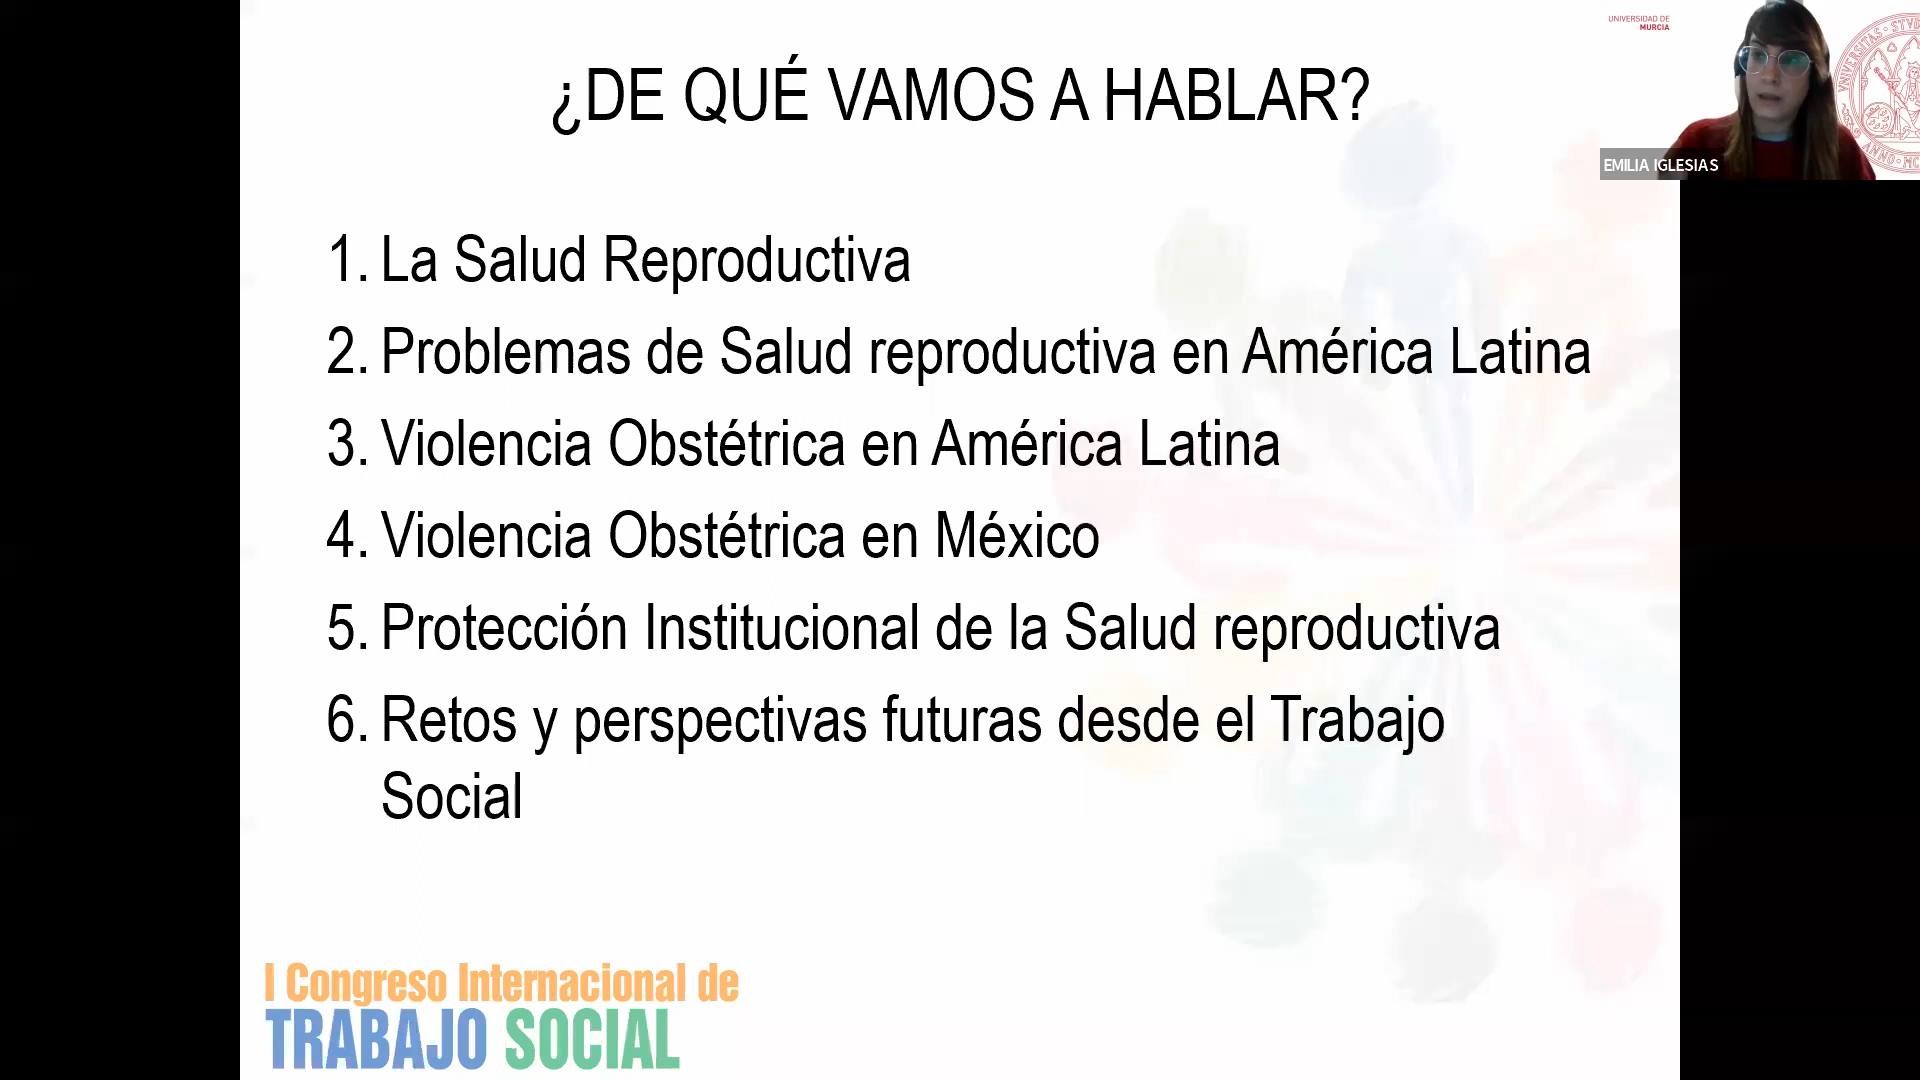 ¿DE QUÉ VAMOS A HABLAR?
UNIVERSIDAD DE
MURCIA
EMILIA IGLESIAS
1. La Salud Reproductiva
2. Problemas de Salud reproductiva en América Latina
3. Violencia Obstétrica en América Latina
4. Violencia Obstétrica en México
5. Protección Institucional de la Salud reproductiva
6. Retos y perspectivas futuras desde el Trabajo
Social
I Congreso Internacional de
TRABAJO SOCIAL